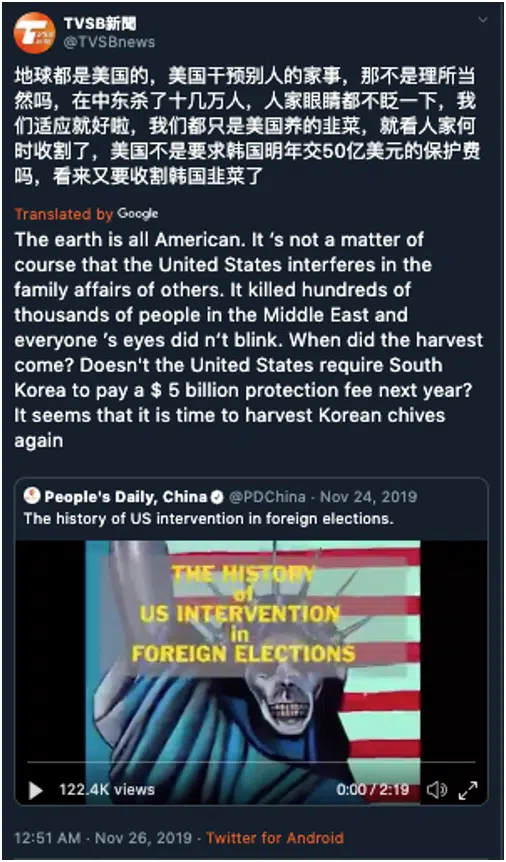 TVSB新聞
@TVSBnews
地球都是美国的，美国干预别人的家事，那不是理所当
然吗，在中东杀了十几万人，人家眼睛都不眨一下，我
们适应就好啦，我们都只是美国养的韭菜，就看人家何
时收割了，美国不是要求韩国明年交50亿美元的保护费
吗，看来又要收割韩国韭菜了
Translated by Google
The earth is all American. It ‘s not a matter of
course that the United States interferes in the
family affairs of others. It killed hundreds of
thousands of people in the Middle East and
everyone ’s eyes did n’t blink. When did the harvest
come? Doesn't the United States require South
Korea to pay a $ 5 billion protection fee next year?
It seems that it is time to harvest Korean chives
again
People's Daily, China @PDChina · Nov 24, 2019
The history of US intervention in foreign elections.
THE HISTORY
of
US INTERVENTION
in
FOREIGN ELECTIONS
122.4K views
0:00 / 2:19
12:51 AM · Nov 26, 2019 · Twitter for Android